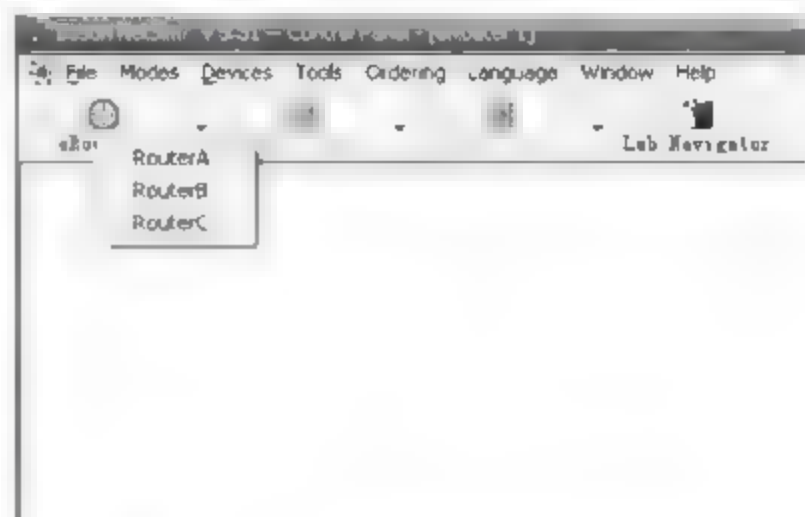 File Modes Devices Tools Ordering Language Window Help
Lab Navigator
RouterA
RouterB
RouterC